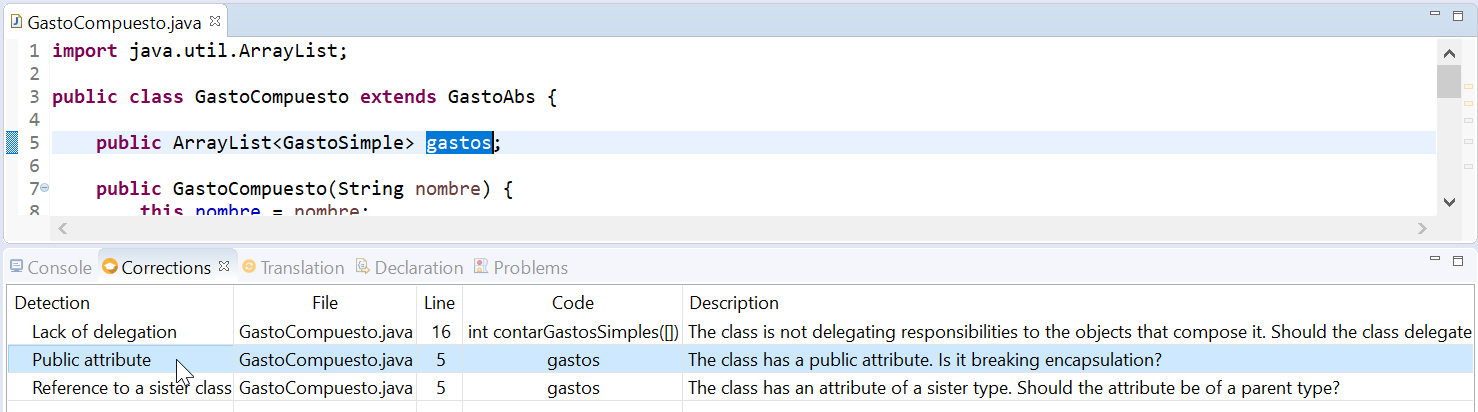 GastoCompuesto.java
1 import java.util.ArrayList;
2
3 public class GastoCompuesto extends GastoAbs {
4
5 public ArrayList<GastoSimple> gastos;
6
7 public GastoCompuesto(String nombre) {
8 this.nombre = nombre;
Console Corrections Translation Declaration Problems
Detection File Line Code Description
Lack of delegation GastoCompuesto.java 16 int contarGastosSimples([]) The class is not delegating responsibilities to the objects that compose it. Should the class delegate
Public attribute GastoCompuesto.java 5 gastos The class has a public attribute. Is it breaking encapsulation?
Reference to a sister class GastoCompuesto.java 5 gastos The class has an attribute of a sister type. Should the attribute be of a parent type?